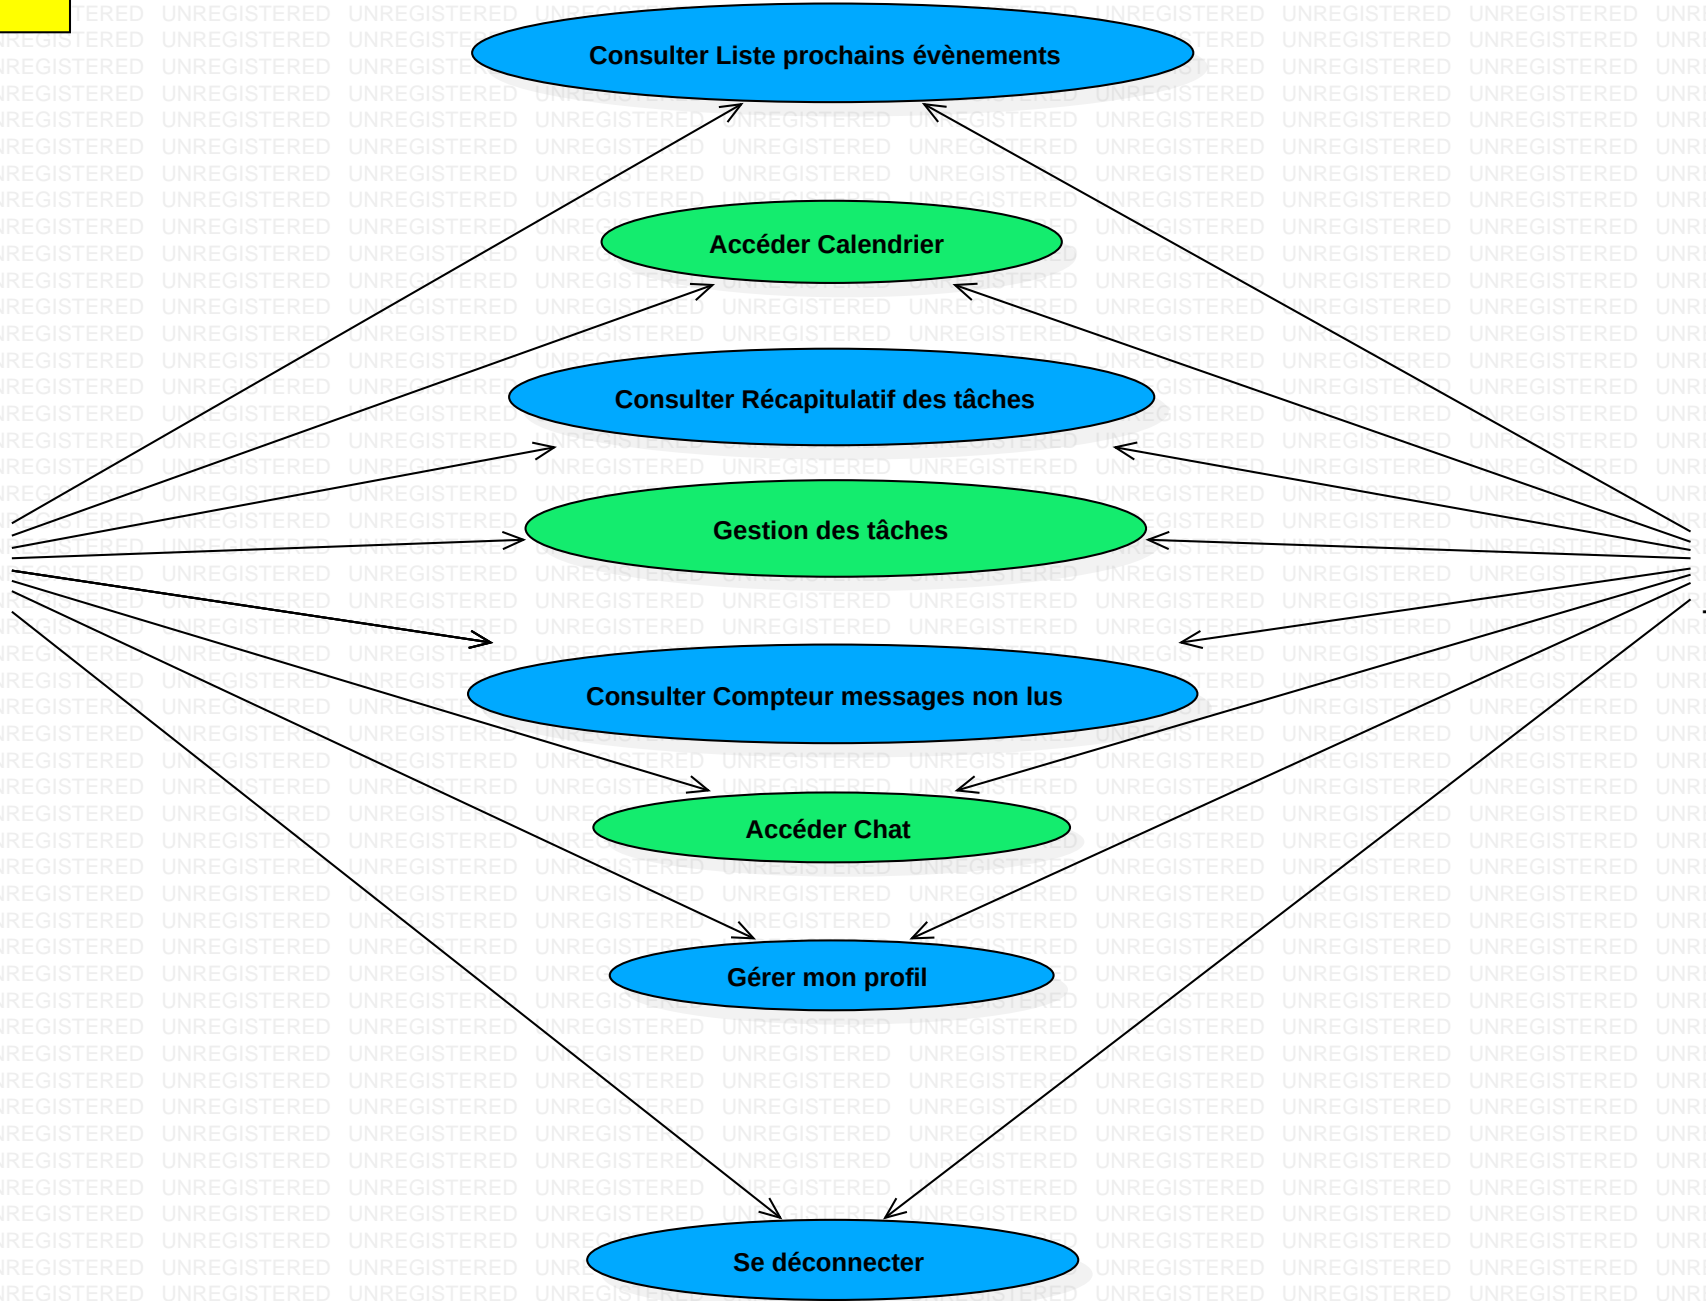 Consulter Liste prochains évènements
Accéder Calendrier
Consulter Récapitulatif des tâches
Gestion des tâches
Consulter Compteur messages non lus
Accéder Chat
Gérer mon profil
Se déconnecter
UNREGISTERED